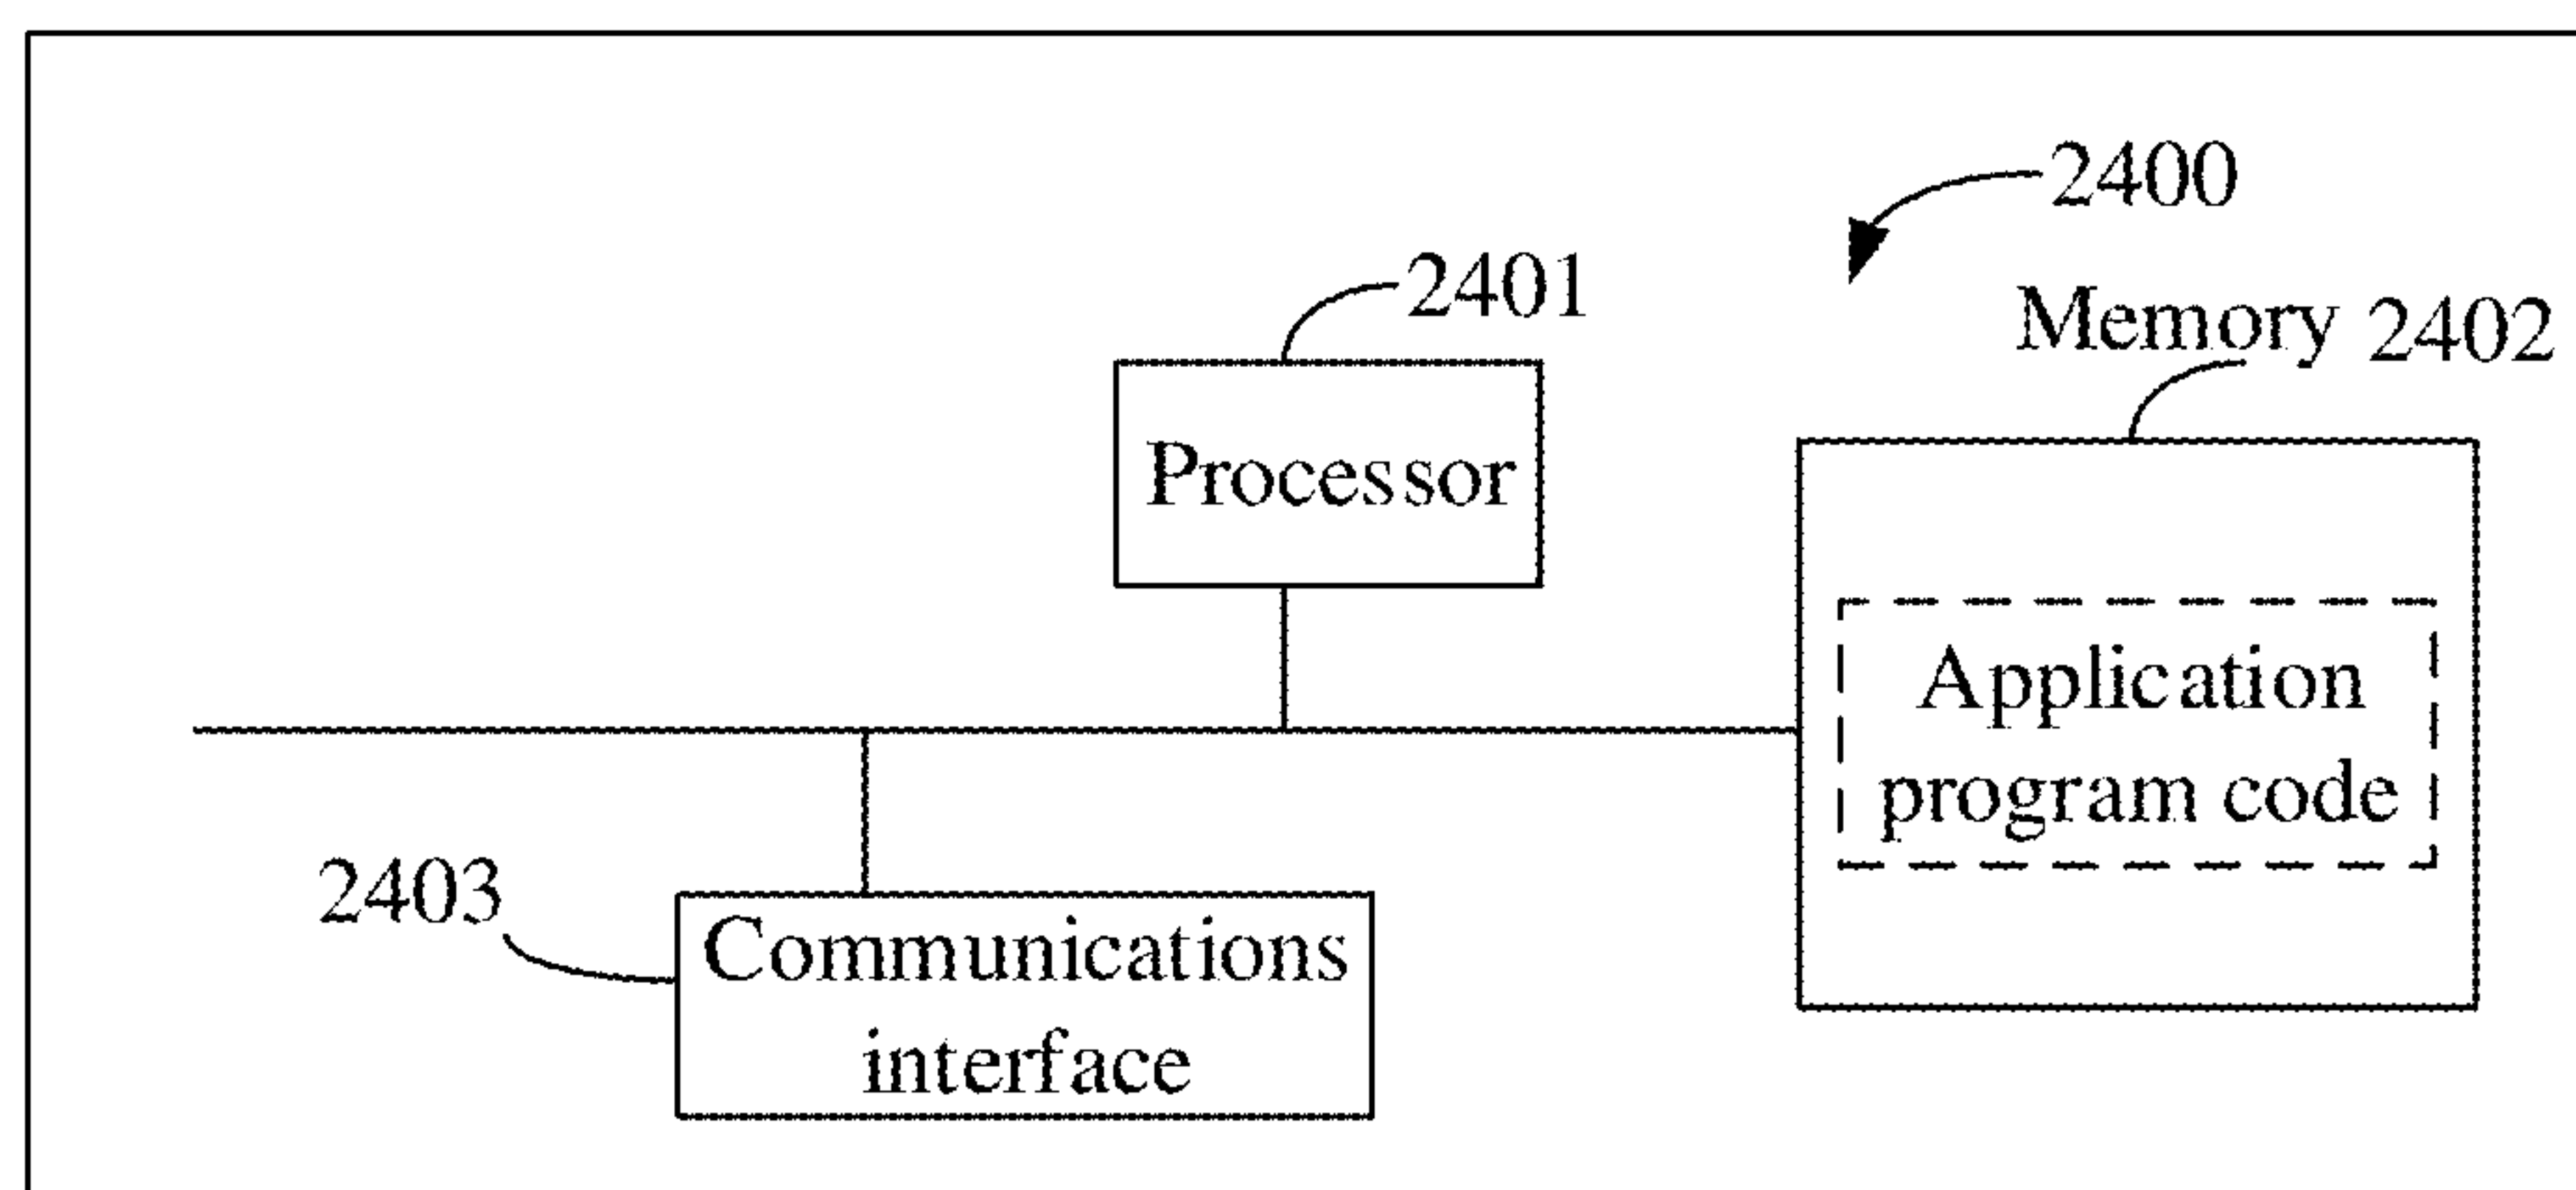 2400
2401
Memory 2402
Processor
Application
program code
2403
Communications
interface